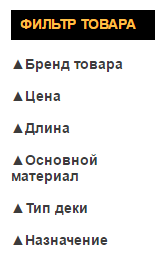 ФИЛЬТР ТОВАРА
▲Бренд товара
▲Цена
▲Длина
▲Основной
материал
▲Тип деки
▲Назначение